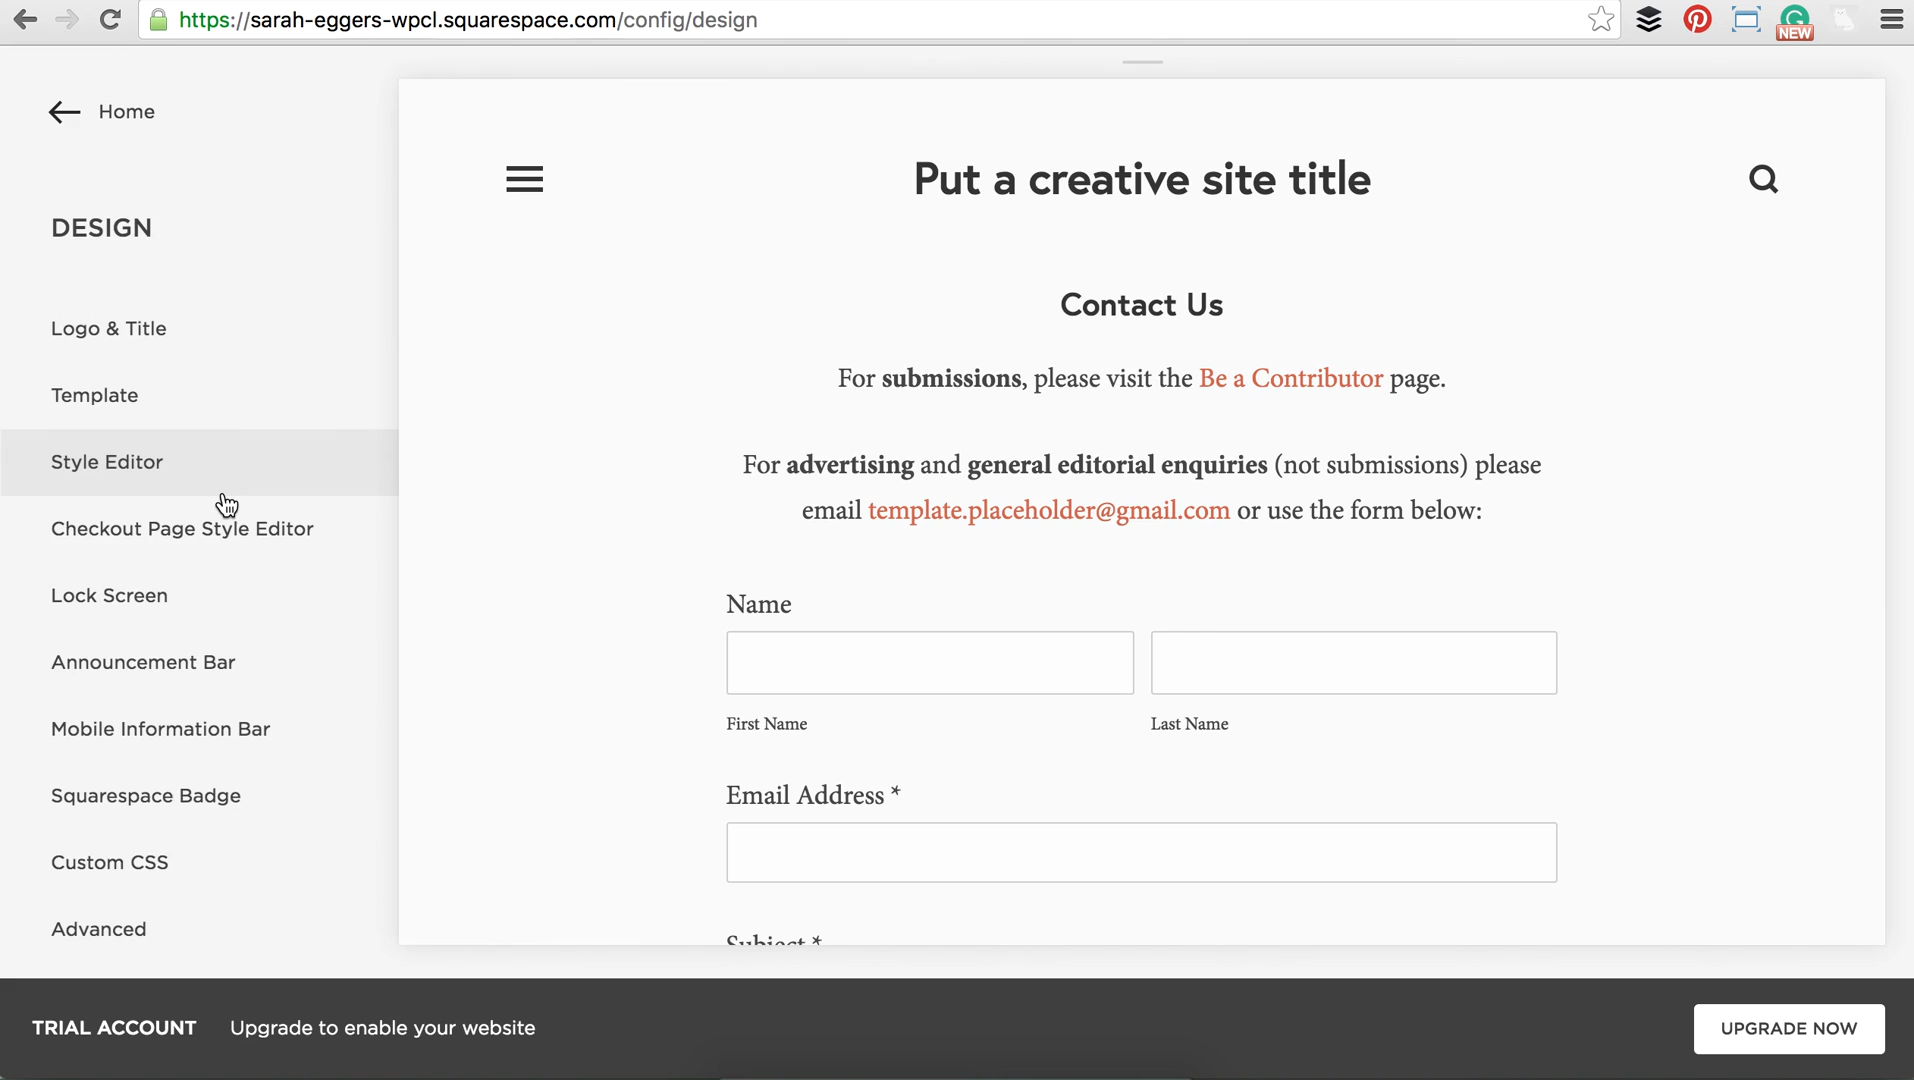 https://sarah-eggers-wpcl.squarespace.com/config/design
NEW
Home
DESIGN
Logo & Title
Template
Style Editor
Checkout Page Style Editor
Lock Screen
Announcement Bar
Mobile Information Bar
Squarespace Badge
Custom CSS
Advanced
Put a creative site title
Contact Us
For submissions, please visit the Be a Contributor page.
For advertising and general editorial enquiries (not submissions) please
email template.placeholder@gmail.com or use the form below:
Name
First Name Last Name
Email Address *
Subject *
TRIAL ACCOUNT Upgrade to enable your website
UPGRADE NOW